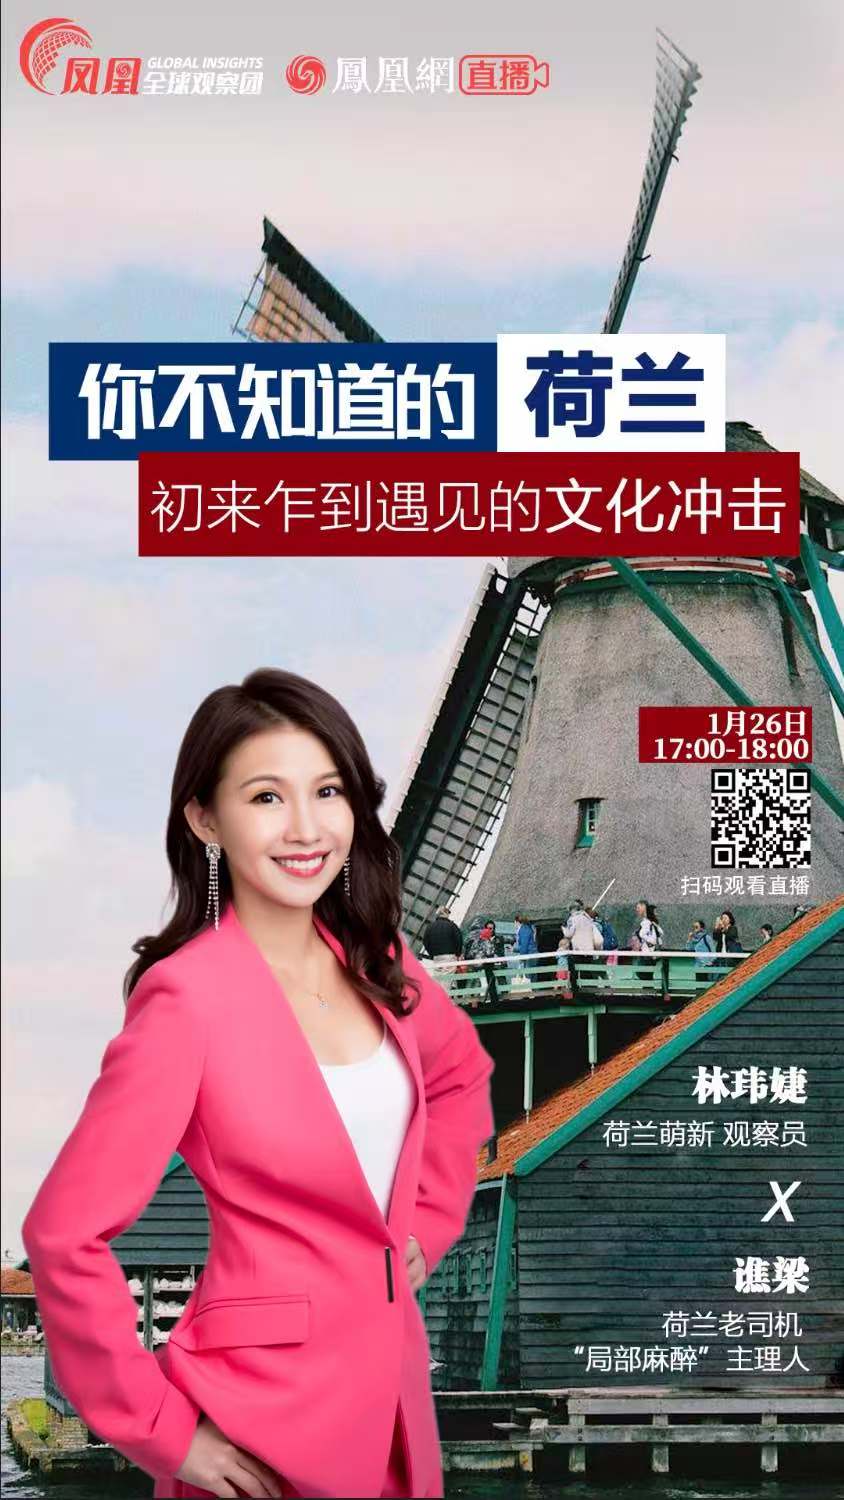 凤凰 GLOBAL INSIGHTS 全球观察团
鳳凰網 直播
你不知道的 荷兰
初来乍到遇见的文化冲击
1月26日
17:00-18:00
扫码观看直播
林玮婕
荷兰萌新 观察员
X
谯梁
荷兰老司机
“局部麻醉” 主理人